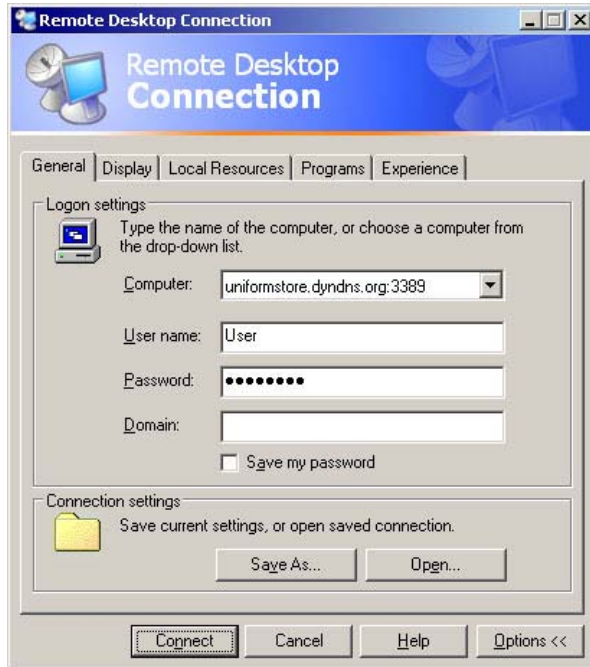 Remote Desktop Connection
Remote Desktop
Connection
General Display Local Resources Programs Experience
Logon settings
Type the name of the computer, or choose a computer from
the drop-down list.
Computer: uniformstore.dyndns.org:3389
User name: User
Password: ●●●●●●●●
Domain:
Save my password
Connection settings
Save current settings, or open saved connection.
Save As... Open...
Connect Cancel Help Options <<